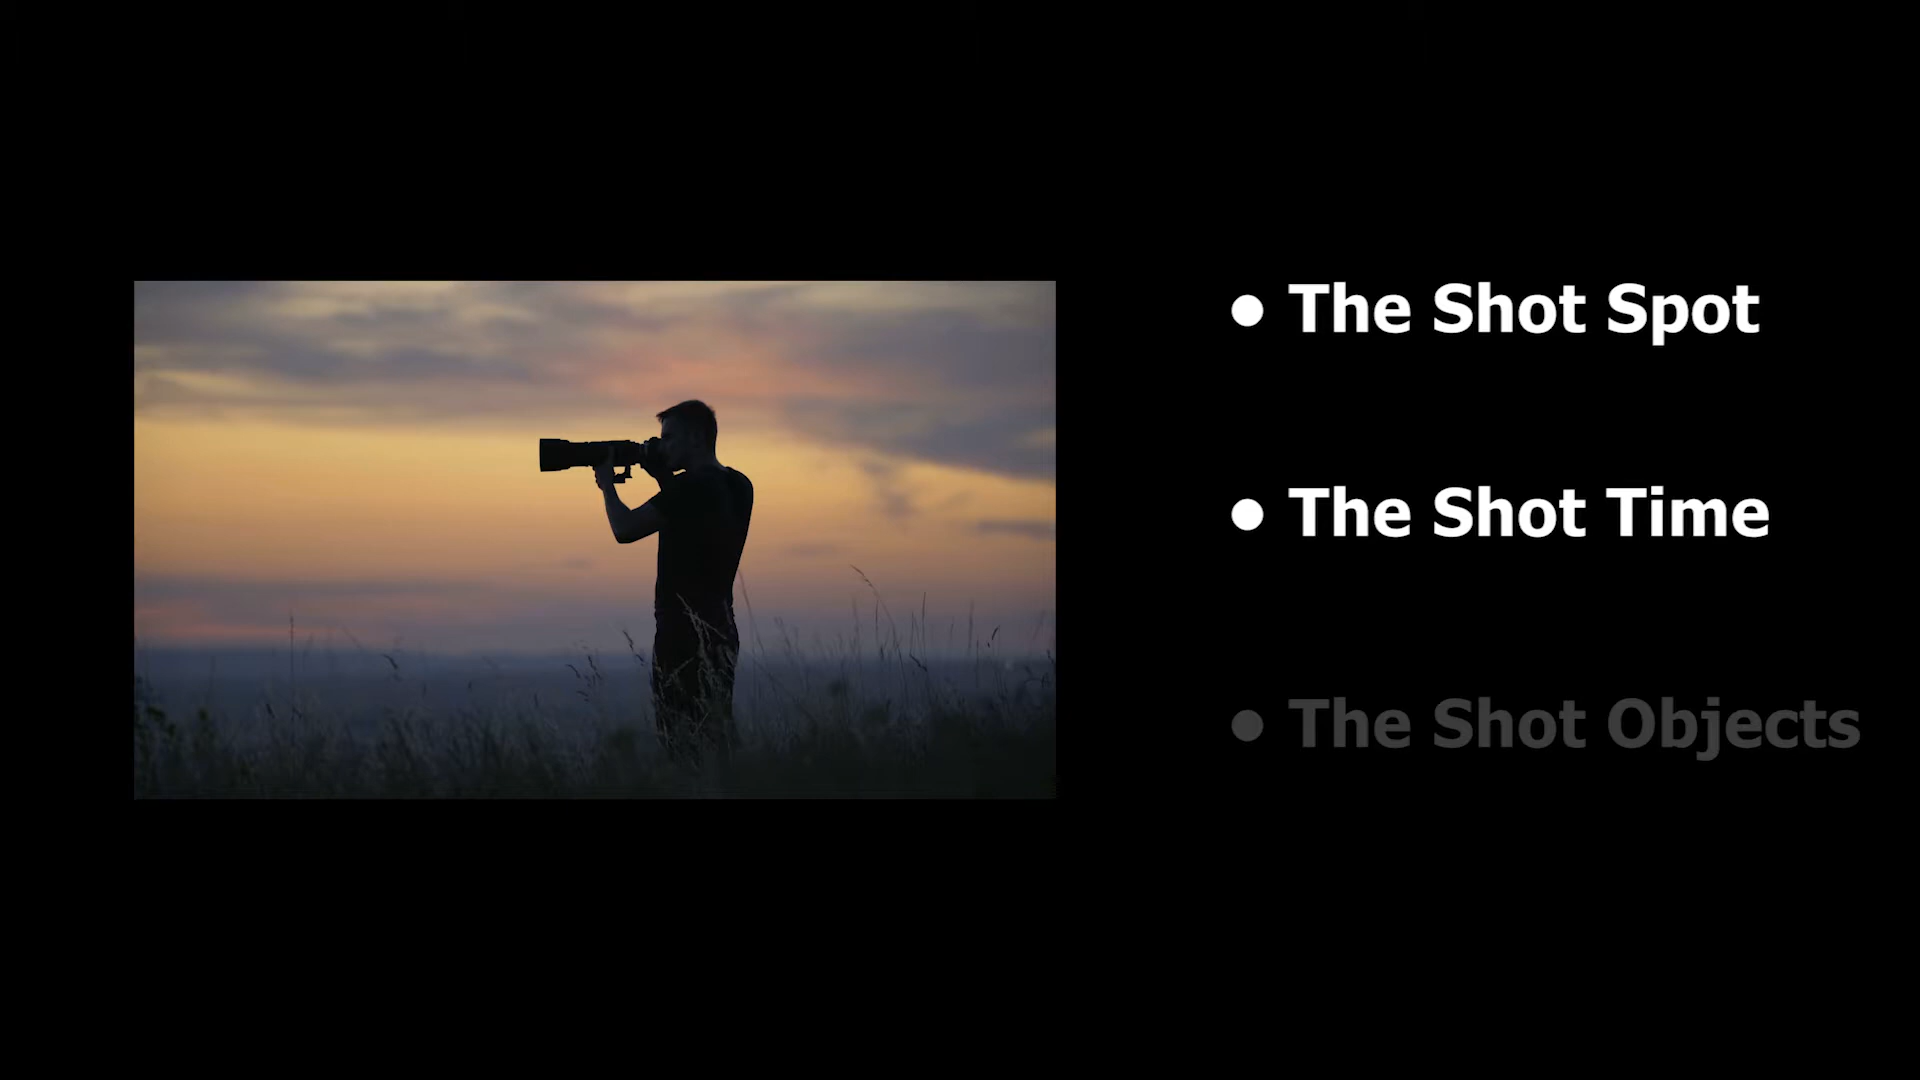 • The Shot Spot
• The Shot Time
• The Shot Objects